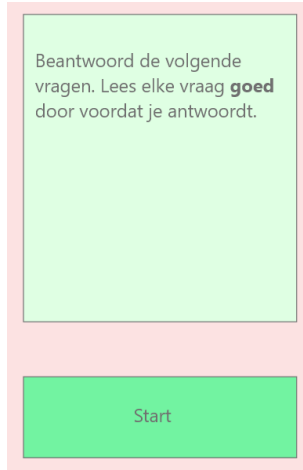 Beantwoord de volgende
vragen. Lees elke vraag goed
door voordat je antwoordt.
Start